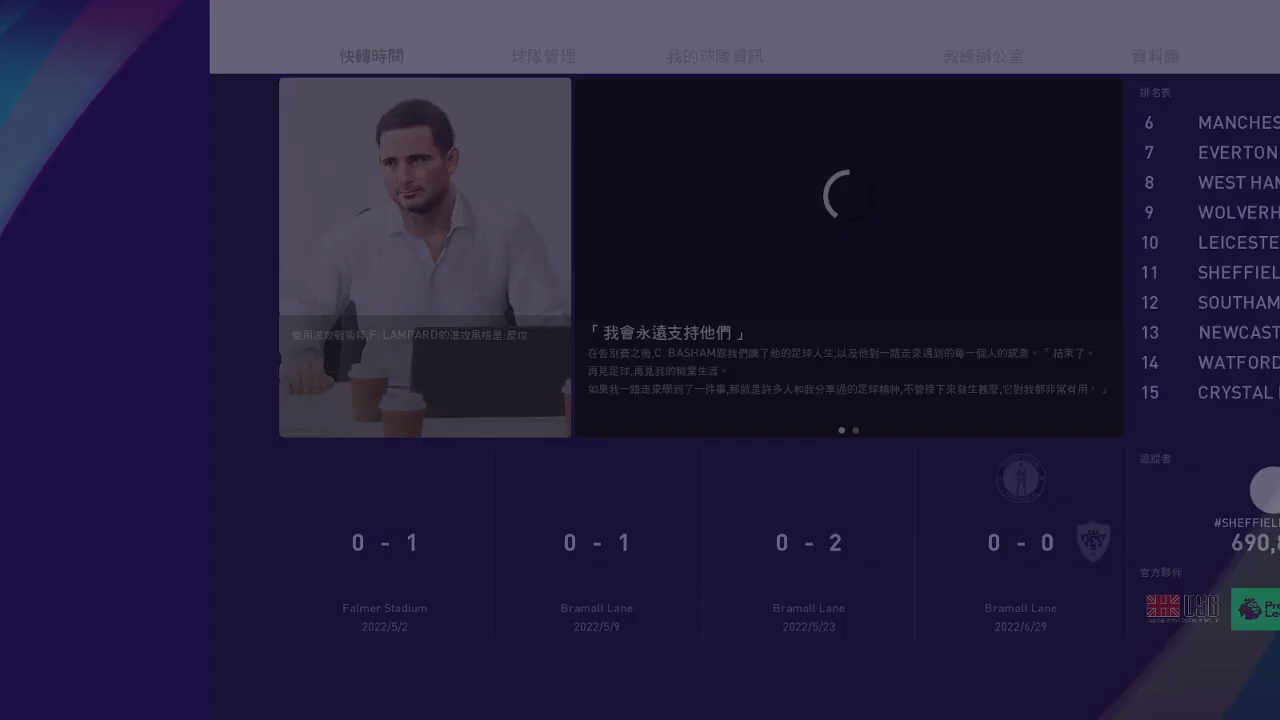 快轉時間
球隊管理
我的球隊資訊
教練辦公室
資料庫
使用進攻戰術時,F. LAMPARD的進攻風格是:反攻
「 我會永遠支持他們 」
在告別賽之後,C. BASHAM跟我們講了他的足球人生,以及他對一路走來遇到的每一個人的感激。「 結束了。
再見足球,再見我的職業生涯。
如果我一路走來學到了一件事,那就是許多人和我分享過的足球精神,不管接下來發生甚麼,它對我都非常有用。 」
排名表
6 MANCHES
7 EVERTON
8 WEST HAM
9 WOLVERH
10 LEICESTE
11 SHEFFIEL
12 SOUTHAM
13 NEWCAST
14 WATFORD
15 CRYSTAL
0 - 1
Falmer Stadium
2022/5/2
0 - 1
Bramall Lane
2022/5/9
0 - 2
Bramall Lane
2022/5/23
0 - 0
Bramall Lane
2022/6/29
追蹤者
#SHEFFIELD
690,8
官方夥伴
USG
Pre
Lea